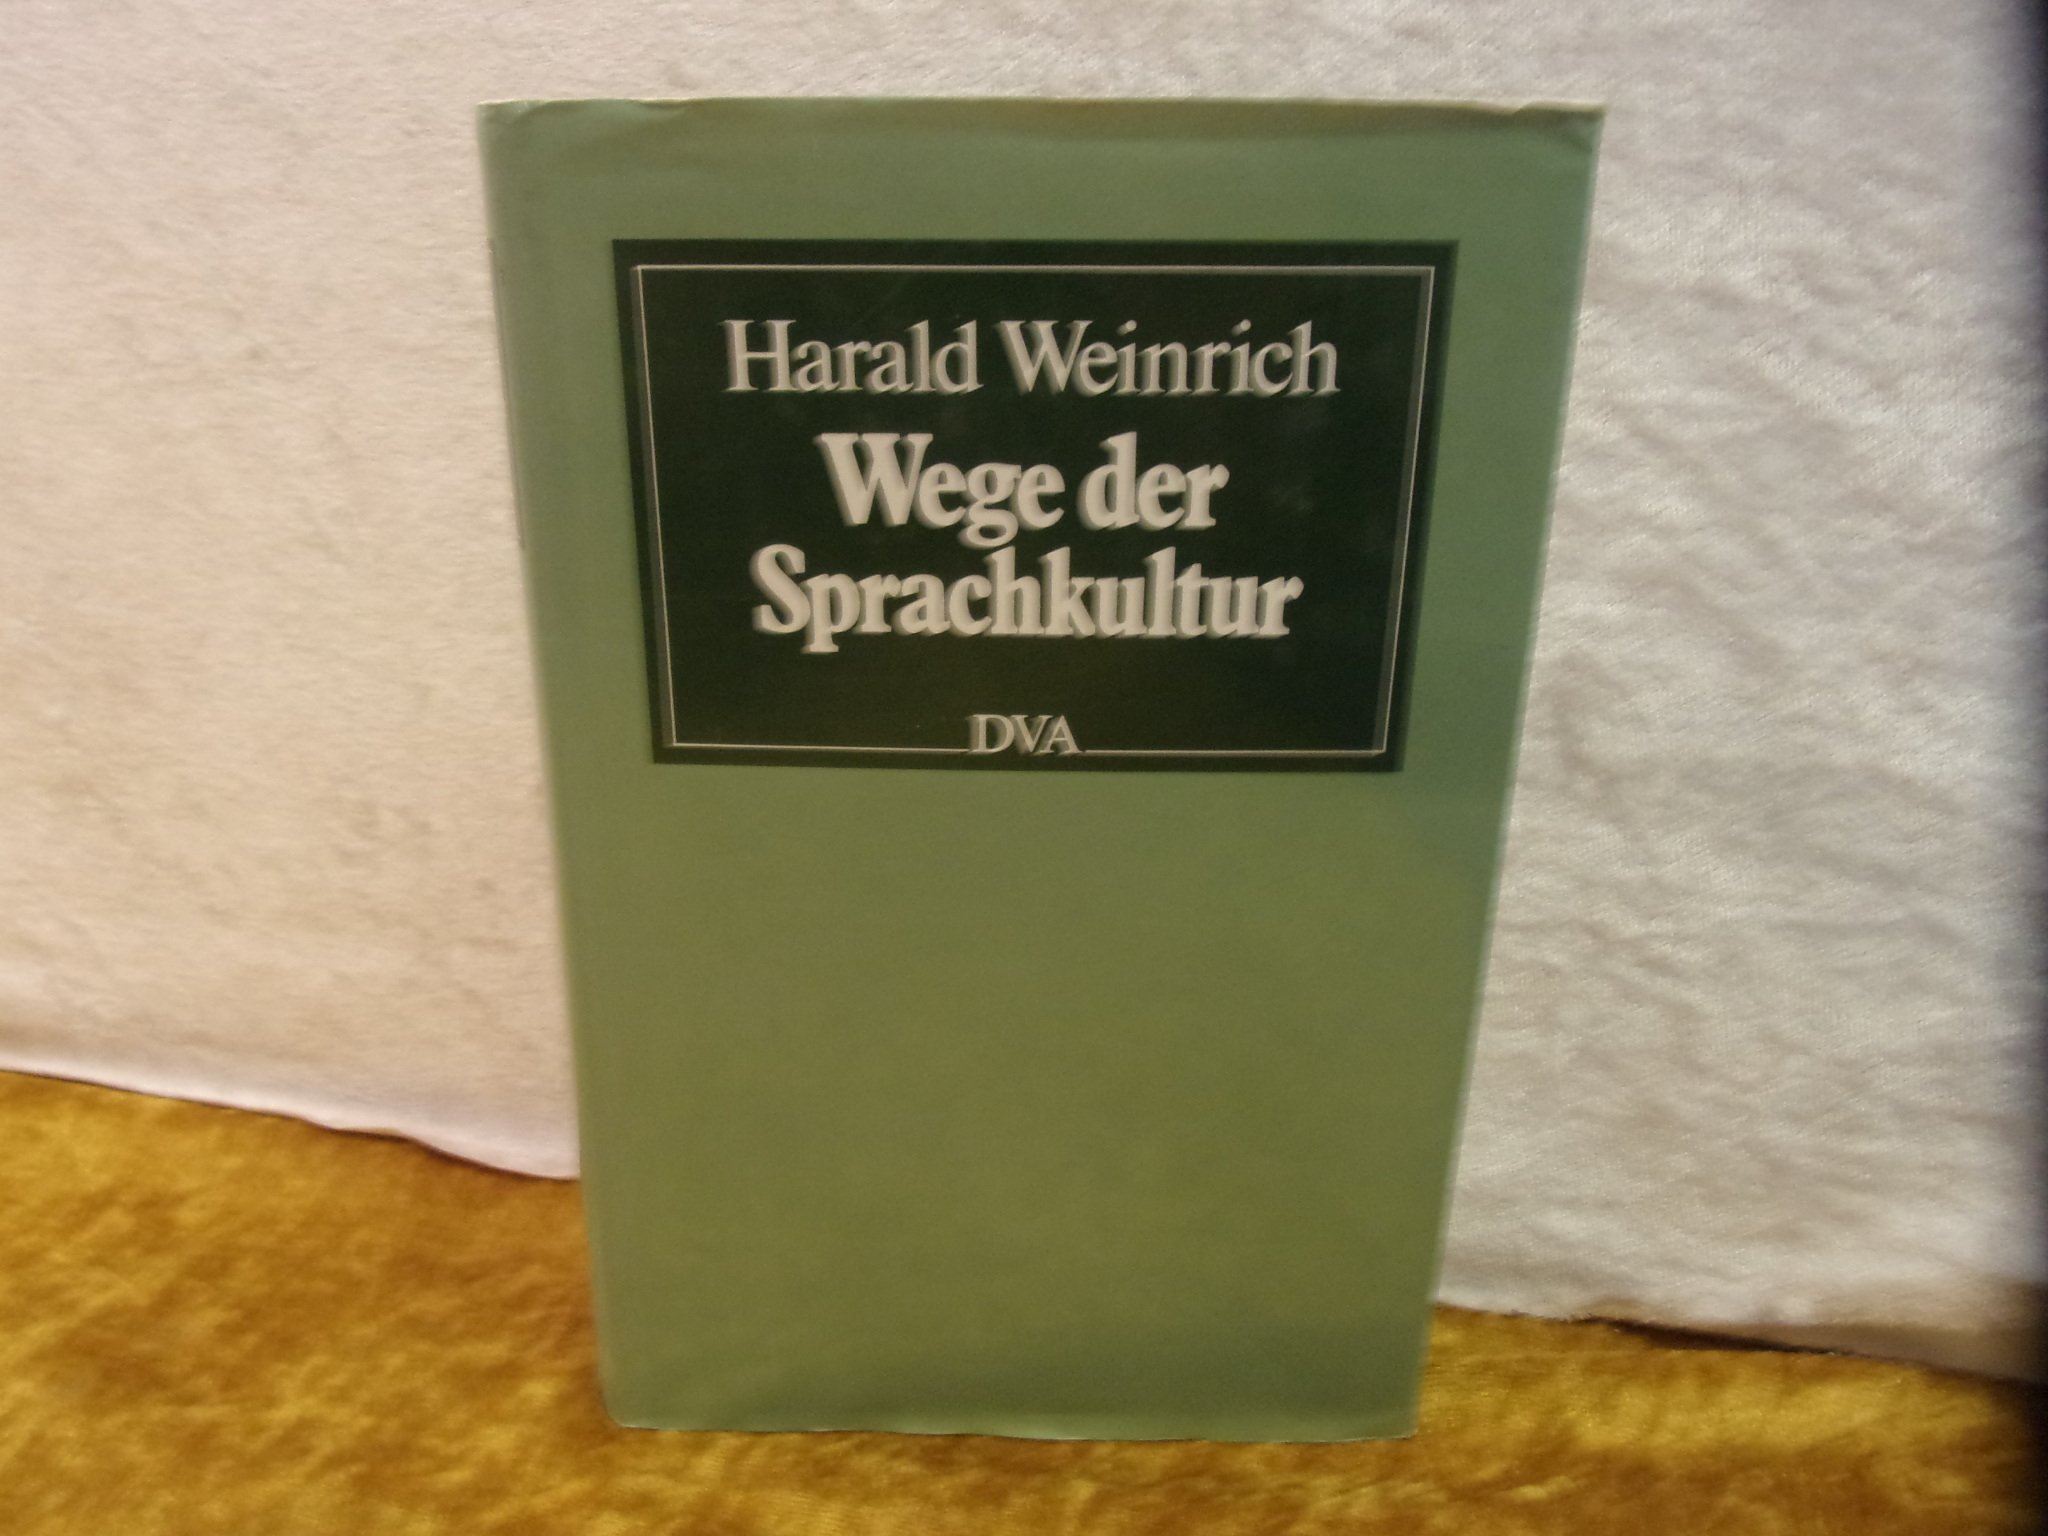 Harald Weinrich
Wege der
Sprachkultur
DVA